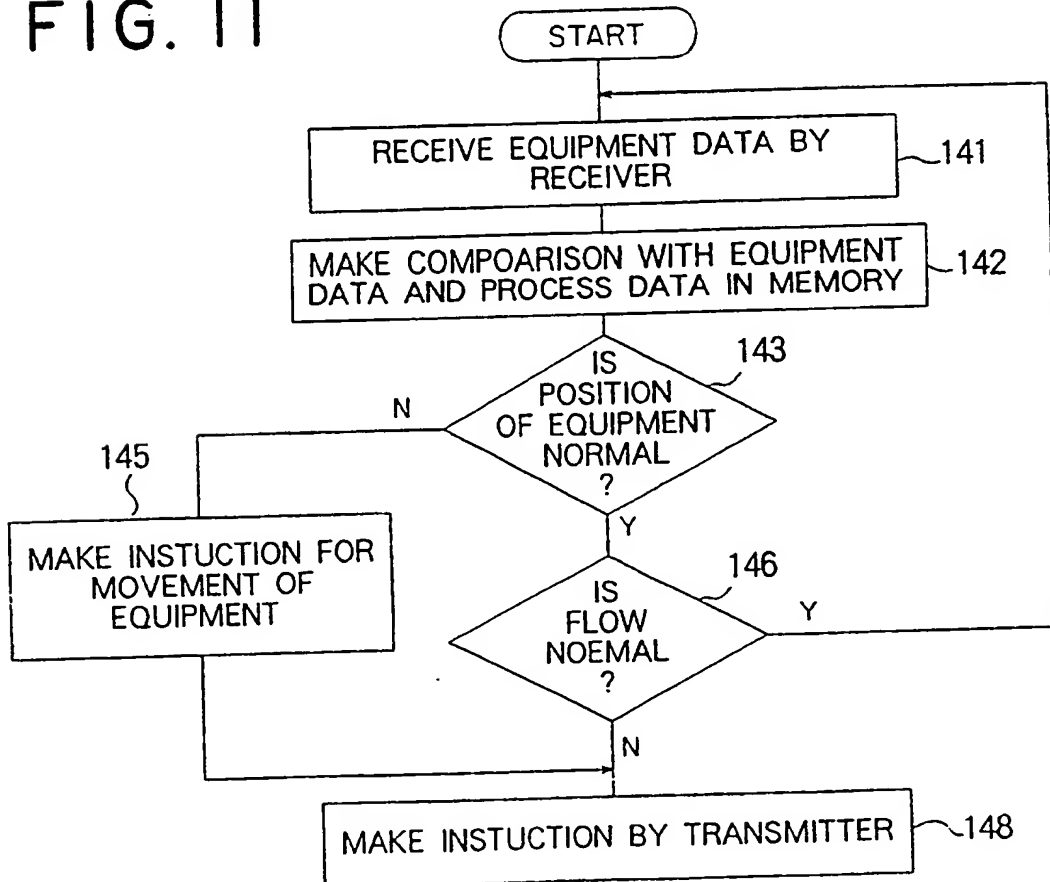 FIG. 11
START
RECEIVE EQUIPMENT DATA BY
RECEIVER
141
MAKE COMPOARISON WITH EQUIPMENT
DATA AND PROCESS DATA IN MEMORY
142
143
IS
POSITION
OF EQUIPMENT
NORMAL
?
N
Y
145
MAKE INSTUCTION FOR
MOVEMENT OF
EQUIPMENT
146
IS
FLOW
NOEMAL
?
Y
N
MAKE INSTUCTION BY TRANSMITTER
148